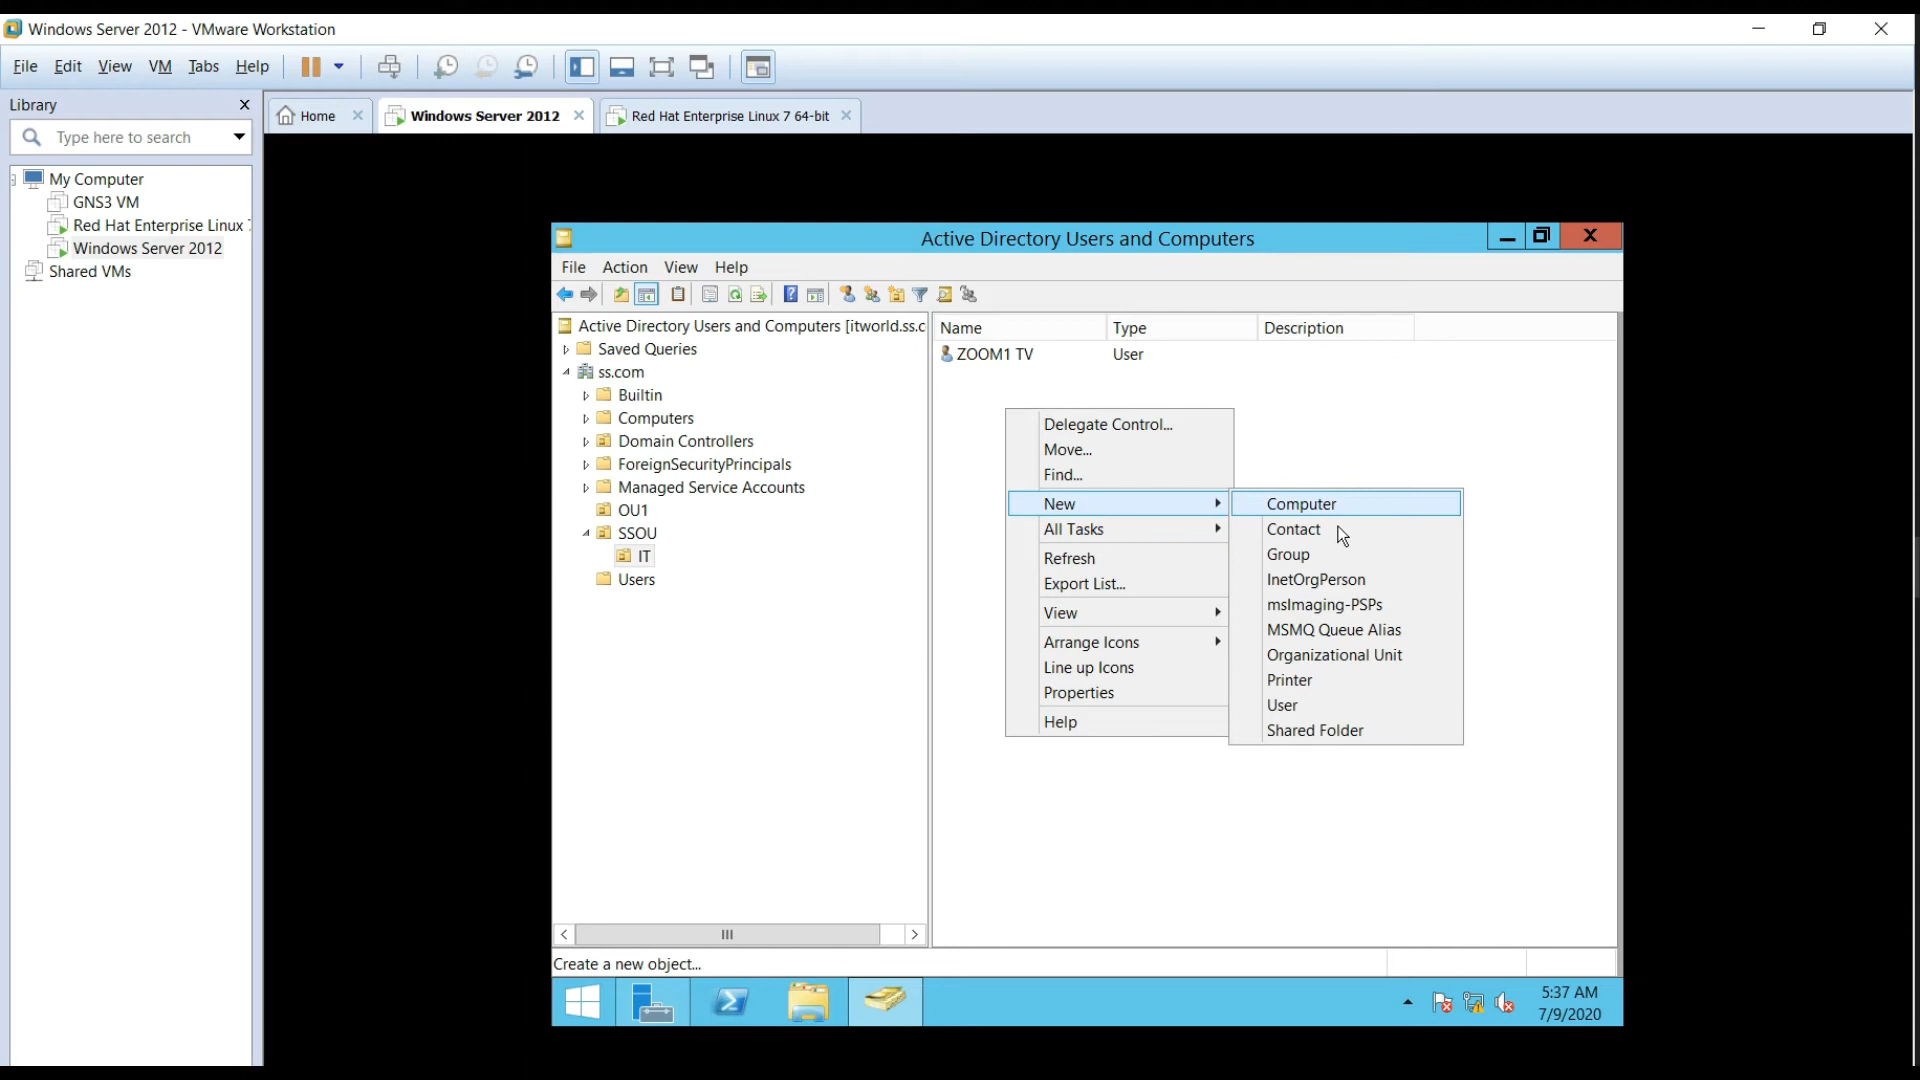 Windows Server 2012 - VMware Workstation
File Edit View VM Tabs Help
Library
Type here to search
My Computer
GNS3 VM
Red Hat Enterprise Linux
Windows Server 2012
Shared VMs
Home
Windows Server 2012
Red Hat Enterprise Linux 7 64-bit
Active Directory Users and Computers
File Action View Help
Active Directory Users and Computers [itworld.ss.c
Saved Queries
ss.com
Builtin
Computers
Domain Controllers
ForeignSecurityPrincipals
Managed Service Accounts
OU1
SSOU
IT
Users
Name Type Description
ZOOM1 TV User
Delegate Control...
Move...
Find...
New
All Tasks
Refresh
Export List...
View
Arrange Icons
Line up Icons
Properties
Help
Computer
Contact
Group
InetOrgPerson
msImaging-PSPs
MSMQ Queue Alias
Organizational Unit
Printer
User
Shared Folder
Create a new object...
5:37 AM
7/9/2020